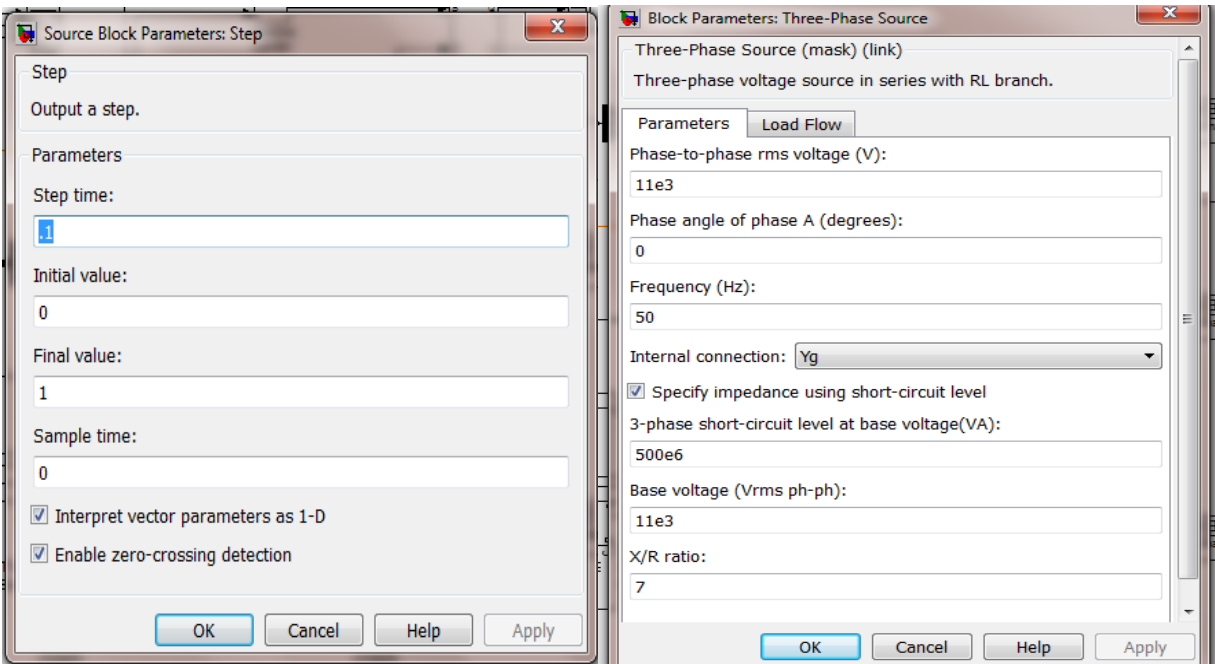 Source Block Parameters: Step
Step
Output a step.
Parameters
Step time:
.1
Initial value:
0
Final value:
1
Sample time:
0
Interpret vector parameters as 1-D
Enable zero-crossing detection
OK Cancel Help Apply
Block Parameters: Three-Phase Source
Three-Phase Source (mask) (link)
Three-phase voltage source in series with RL branch.
Parameters Load Flow
Phase-to-phase rms voltage (V):
11e3
Phase angle of phase A (degrees):
0
Frequency (Hz):
50
Internal connection: Yg
Specify impedance using short-circuit level
3-phase short-circuit level at base voltage(VA):
500e6
Base voltage (Vrms ph-ph):
11e3
X/R ratio:
7
OK Cancel Help Apply